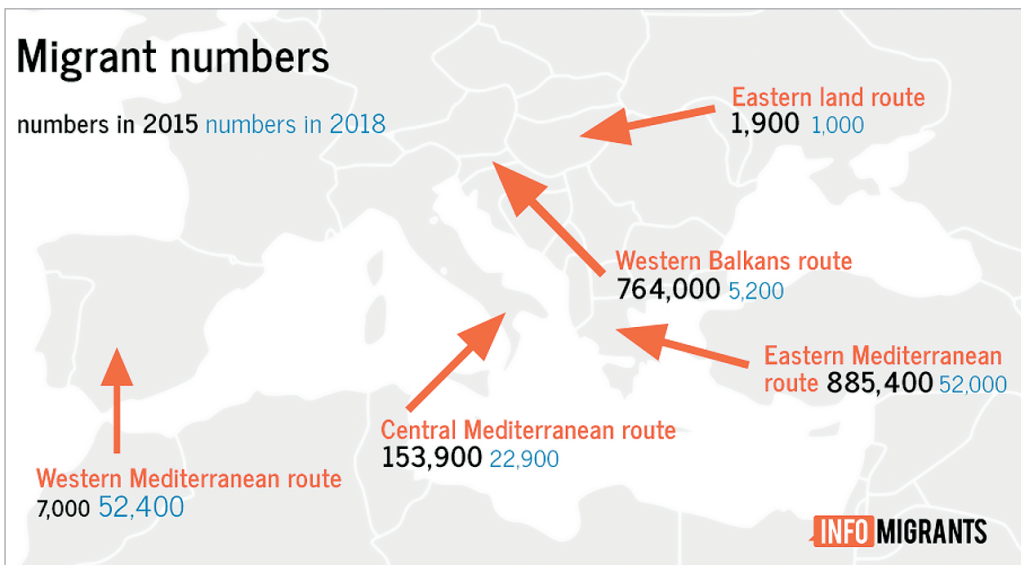 Migrant numbers
numbers in 2015 numbers in 2018
Eastern land route
1,900 1,000
Western Balkans route
764,000 5,200
Eastern Mediterranean
route 885,400 52,000
Central Mediterranean route
153,900 22,900
Western Mediterranean route
7,000 52,400
INFO MIGRANTS